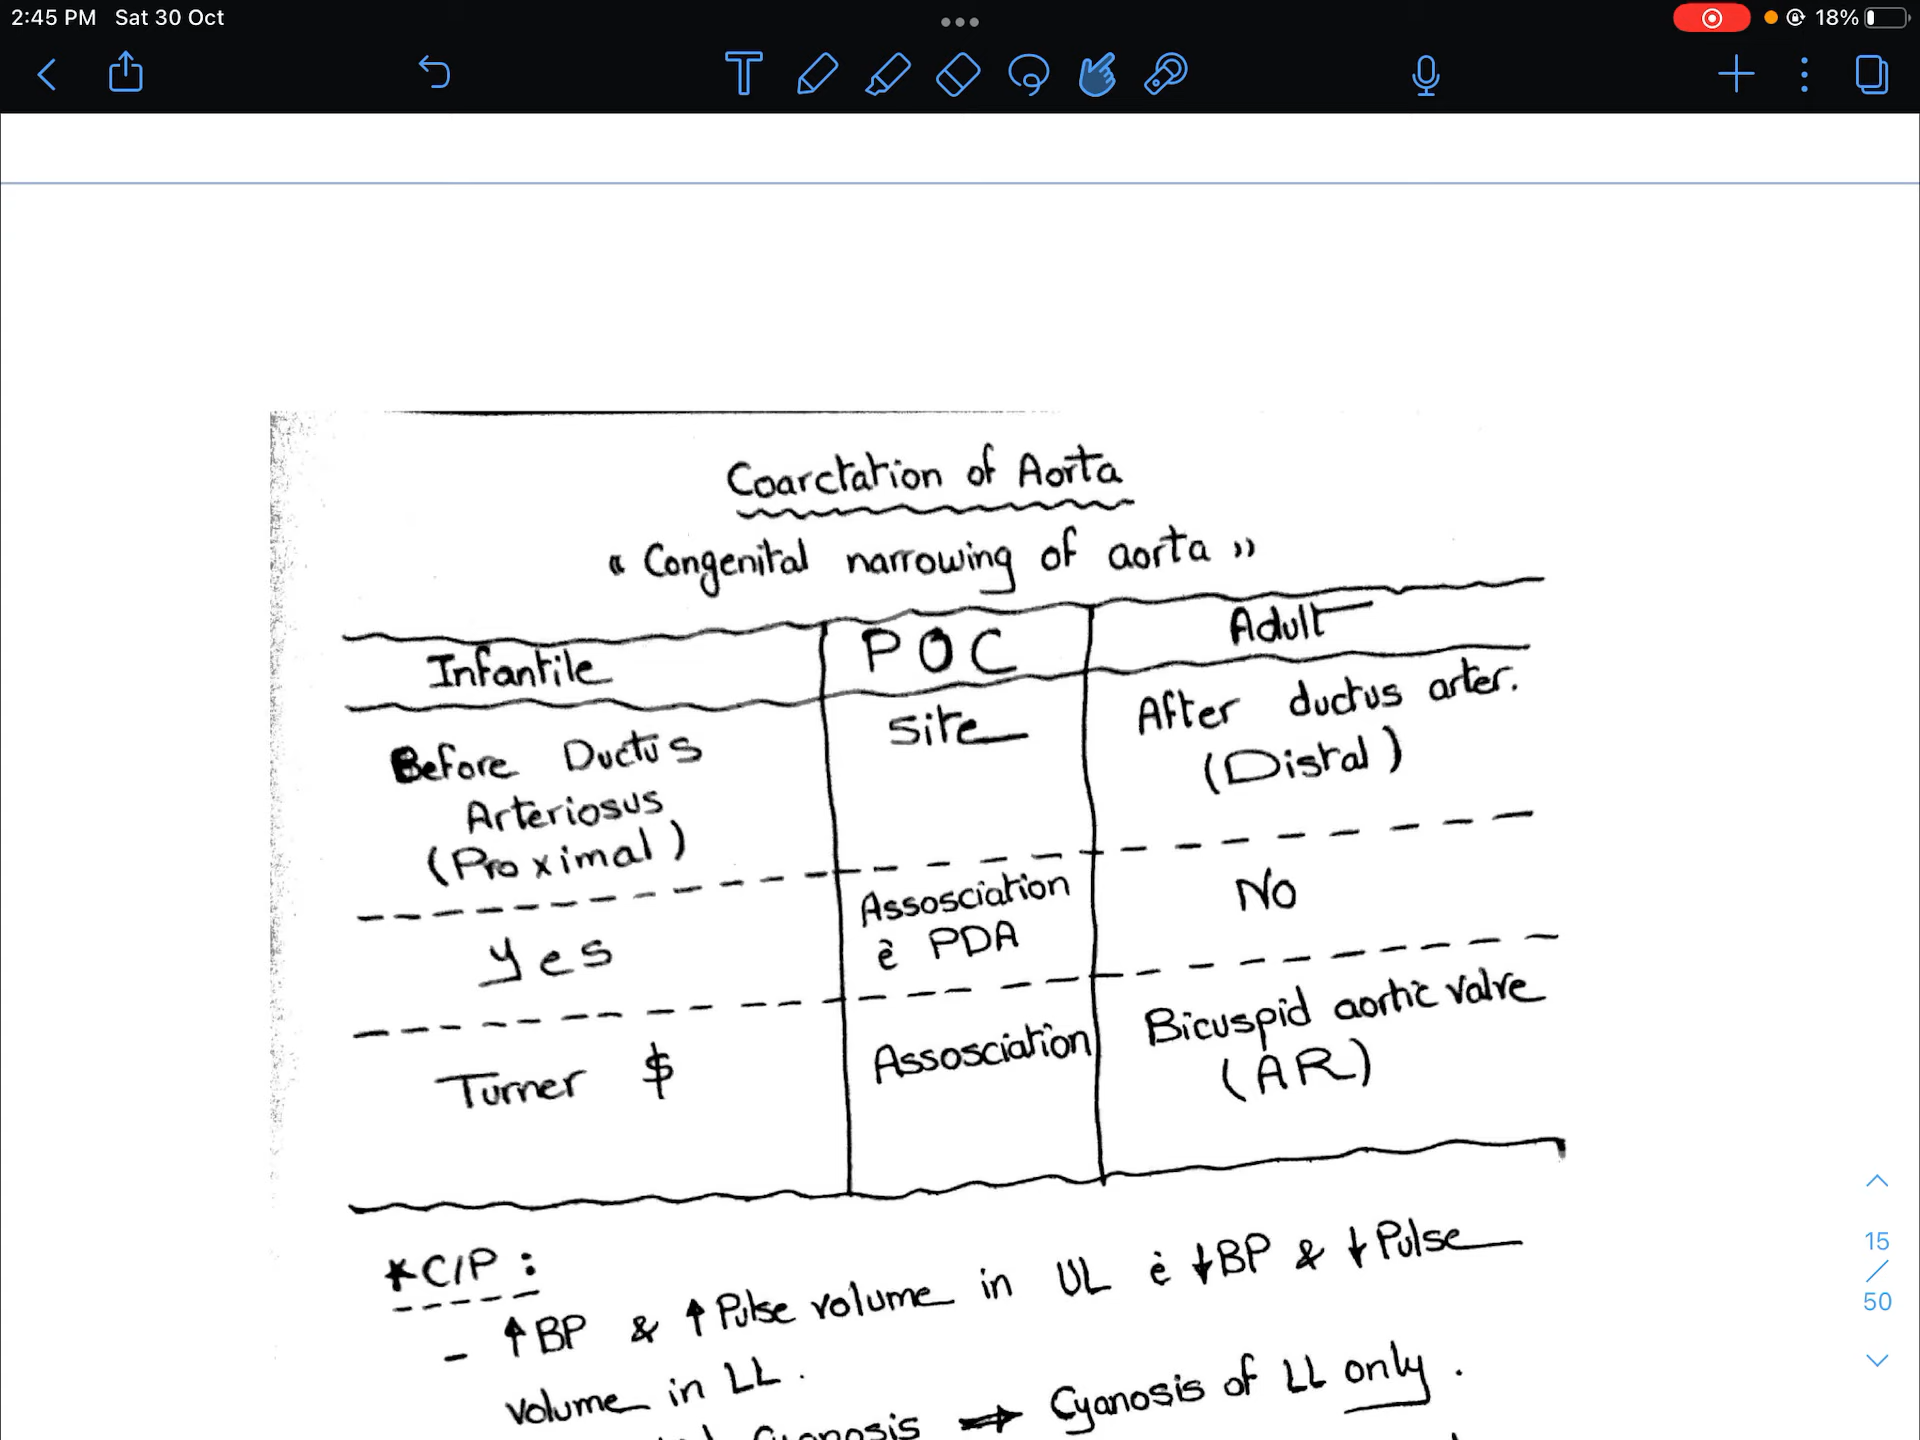 2:45 PM Sat 30 Oct
18%
Coarctation of Aorta
« Congenital narrowing of aorta »
Infantile POC Adult
Before Ductus Arteriosus (Proximal) Site After ductus arter. (Distal)
Yes Assosciation è PDA No
Turner $ Assosciation Bicuspid aortic valve (AR)
*C/P:
- ↑BP & ↑Pulse volume in UL è ↓BP & ↓Pulse
volume in LL.
Cyanosis ⇒ Cyanosis of LL only.
15
/
50